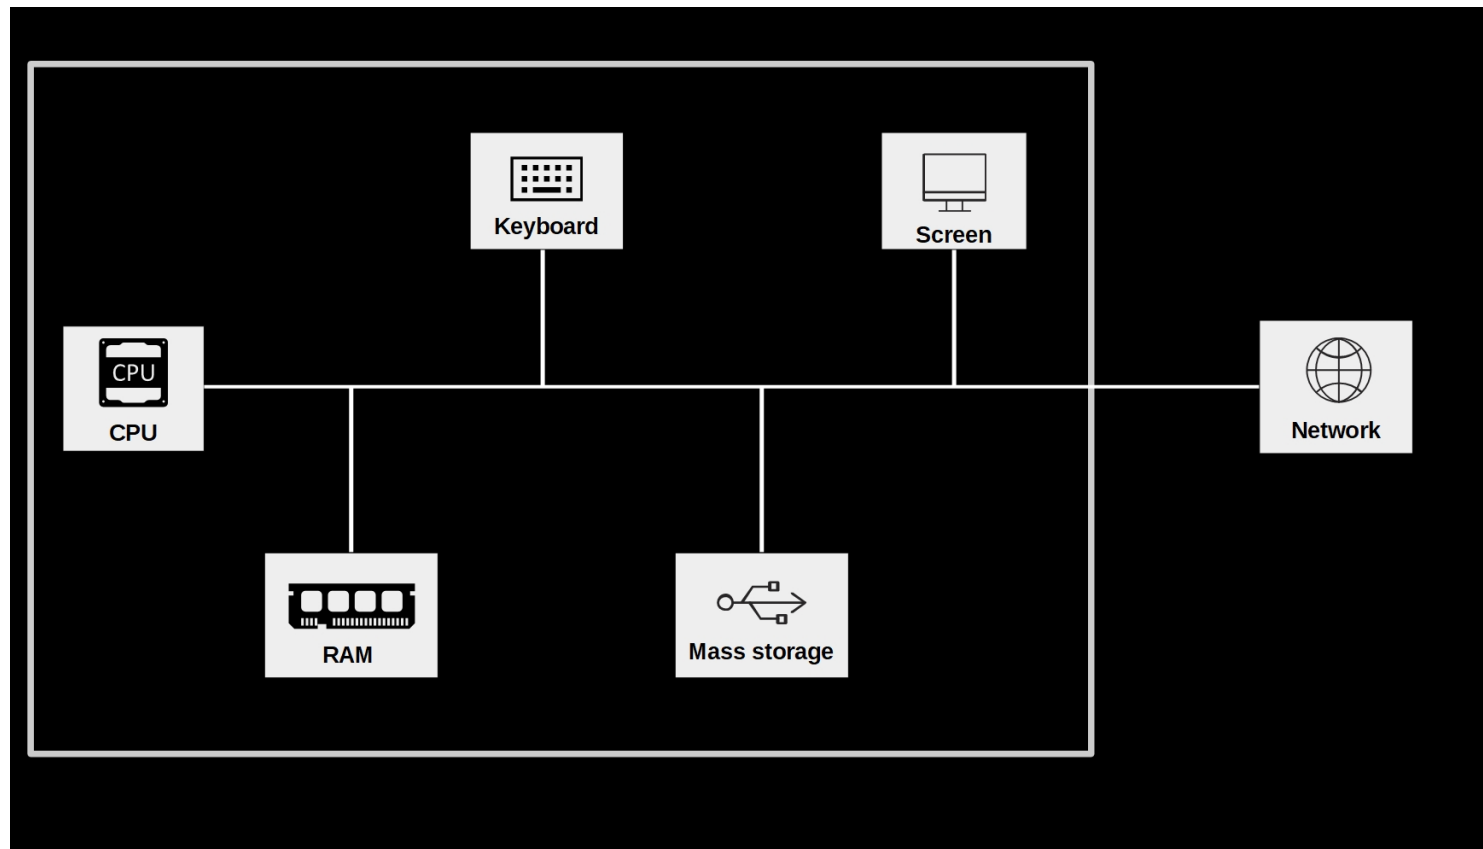 Keyboard
Screen
CPU
CPU
Network
RAM
Mass storage